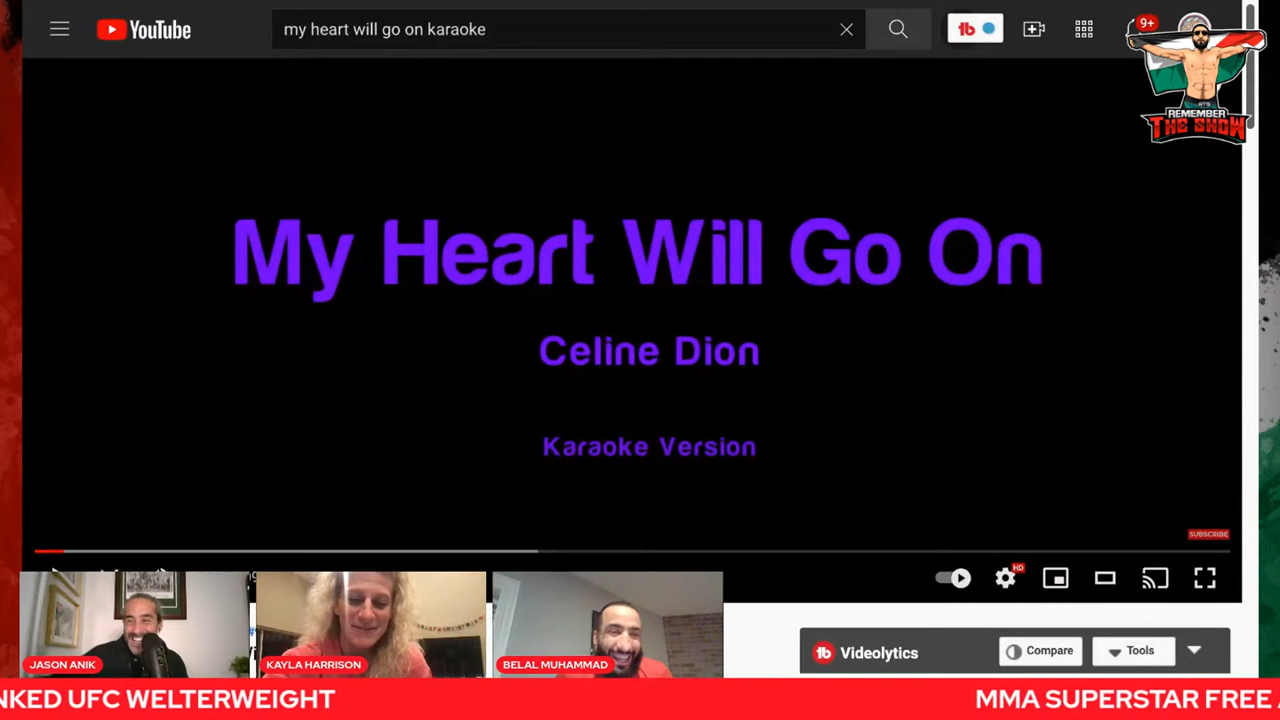 YouTube
my heart will go on karaoke
9+
RTS
REMEMBER
THE SHOW
My Heart Will Go On
Celine Dion
Karaoke Version
SUBSCRIBE
HD
JASON ANIK
KAYLA HARRISON
BELAL MUHAMMAD
Videolytics
Compare
Tools
NKED UFC WELTERWEIGHT
MMA SUPERSTAR FREE